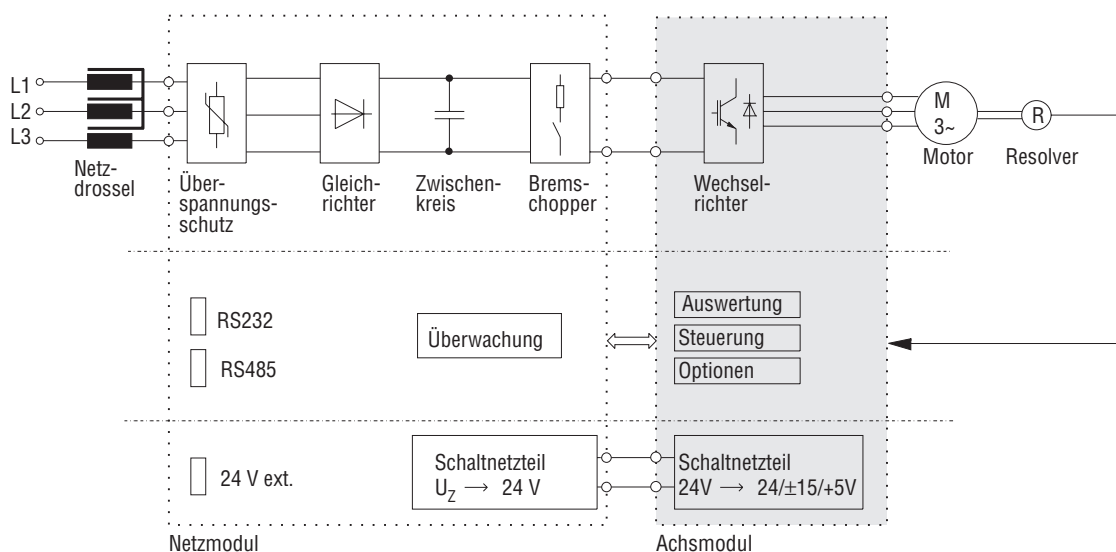 L1
L2
L3
Netz-
drossel
Über-
spannungs-
schutz
Gleich-
richter
Zwischen-
kreis
Brems-
chopper
Wechsel-
richter
M
3~
Motor
R
Resolver
RS232
RS485
Überwachung
Auswertung
Steuerung
Optionen
24 V ext.
Schaltnetzteil
UZ → 24 V
Schaltnetzteil
24V → 24/±15/+5V
Netzmodul
Achsmodul